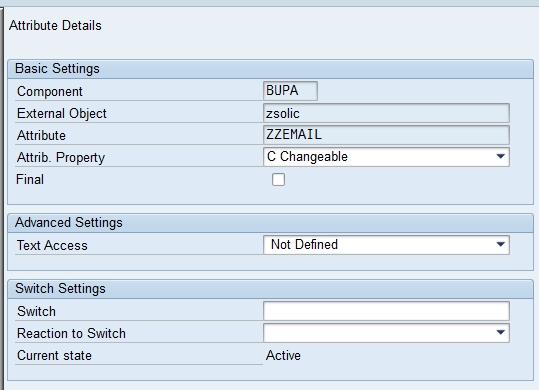 Attribute Details
Basic Settings
Component BUPA
External Object zsolic
Attribute ZZEMAIL
Attrib. Property C Changeable
Final
Advanced Settings
Text Access Not Defined
Switch Settings
Switch
Reaction to Switch
Current state Active